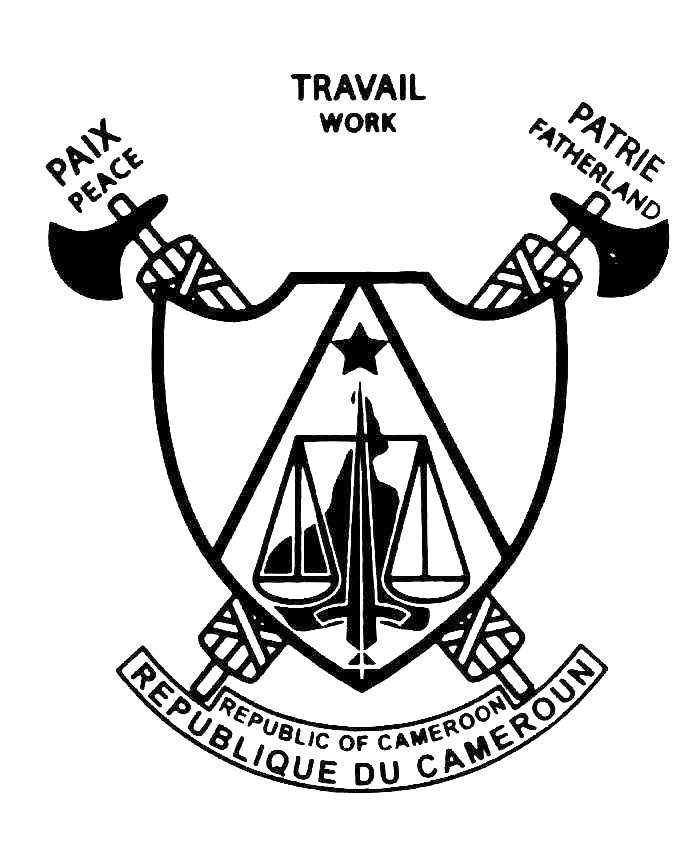 TRAVAIL
WORK
PAIX
PEACE
PATRIE
FATHERLAND
REPUBLIC OF CAMEROON
REPUBLIQUE DU CAMEROUN